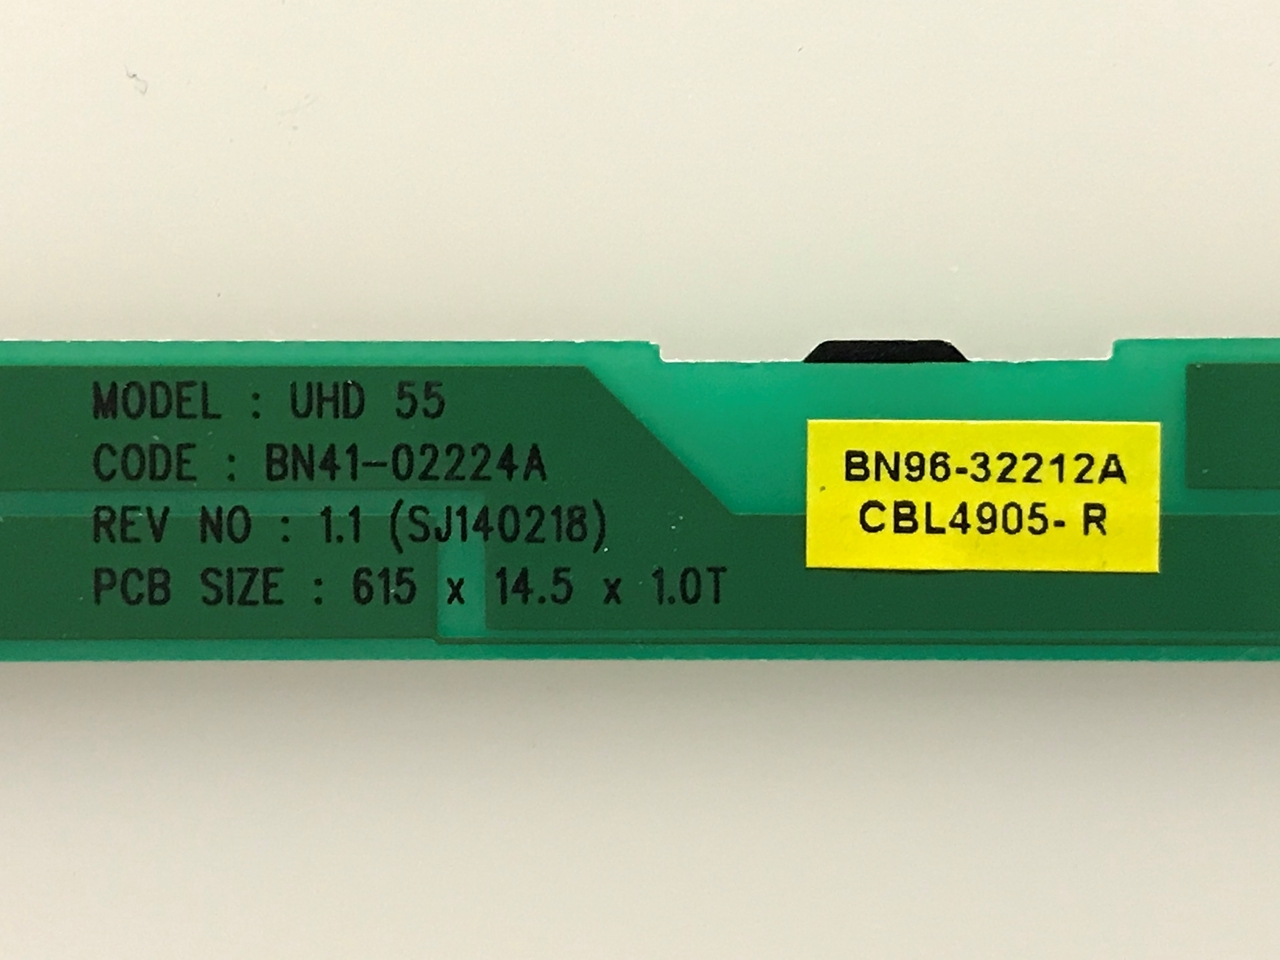 MODEL : UHD 55
CODE : BN41-02224A
REV NO : 1.1 (SJ140218)
PCB SIZE : 615 x 14.5 x 1.0T
BN96-32212A
CBL4905- R